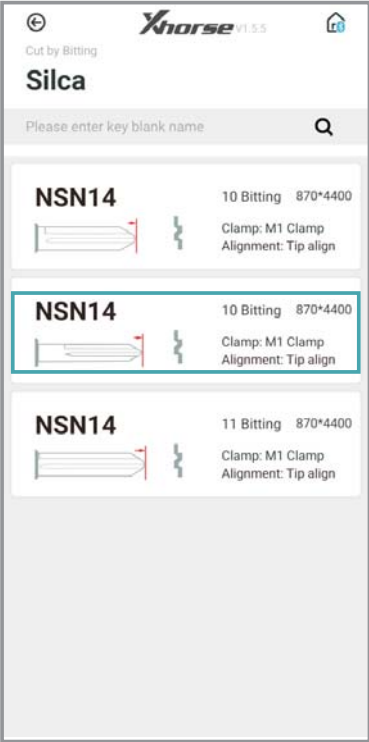 Xhorse V1.5.5
Cut by Bitting
Silca
Please enter key blank name
NSN14
10 Bitting 870*4400
Clamp: M1 Clamp
Alignment: Tip align
NSN14
10 Bitting 870*4400
Clamp: M1 Clamp
Alignment: Tip align
NSN14
11 Bitting 870*4400
Clamp: M1 Clamp
Alignment: Tip align